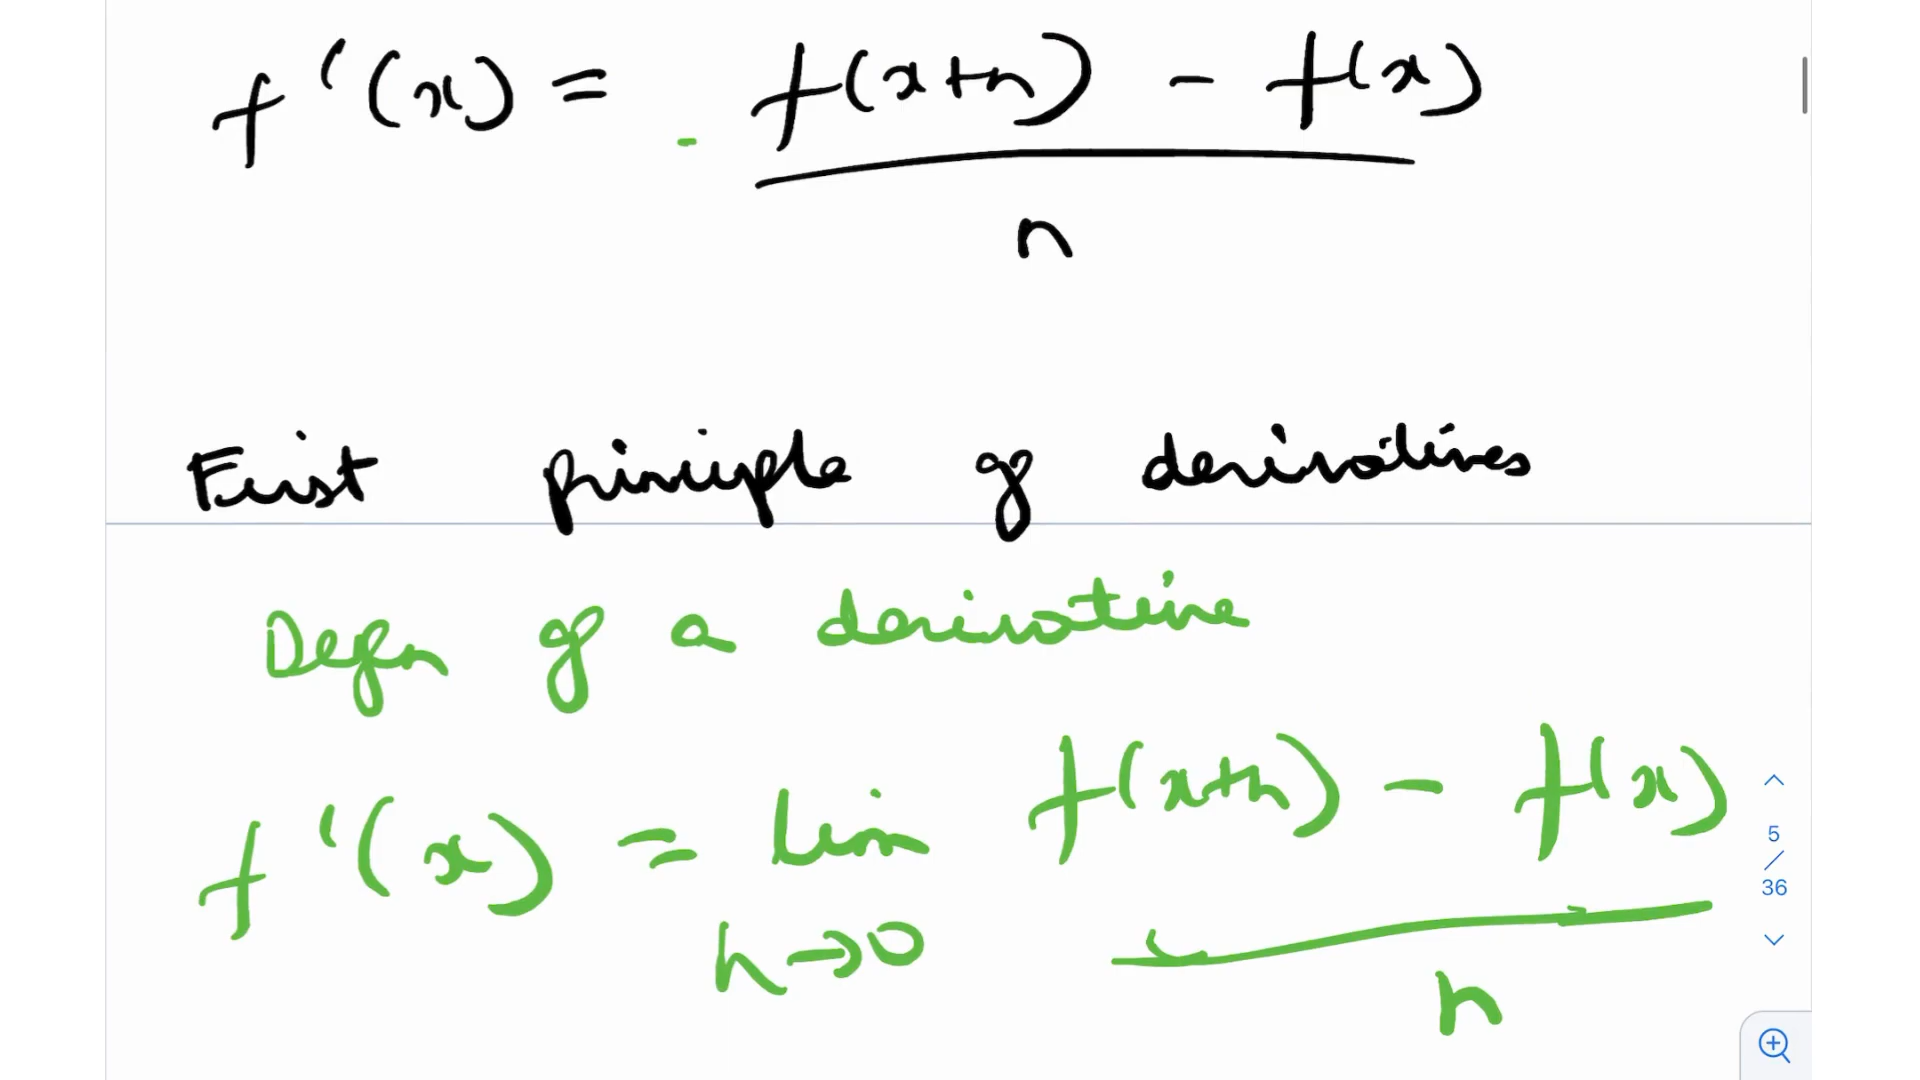 f'(x) = f(x+h) - f(x)
h
First principle of derivatives
Defn of a derivative
f'(x) = lim f(x+h) - f(x)
h→0 h
5
/
36